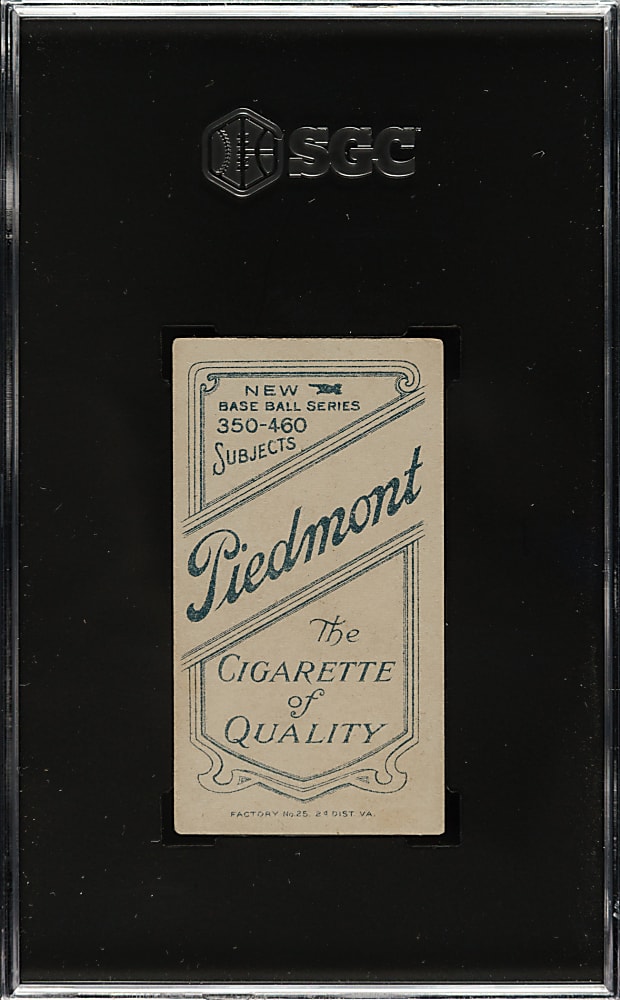 SGC
NEW
BASE BALL SERIES
350-460
SUBJECTS
Piedmont
The
CIGARETTE
of
QUALITY
FACTORY No. 25. 2d DIST. VA.